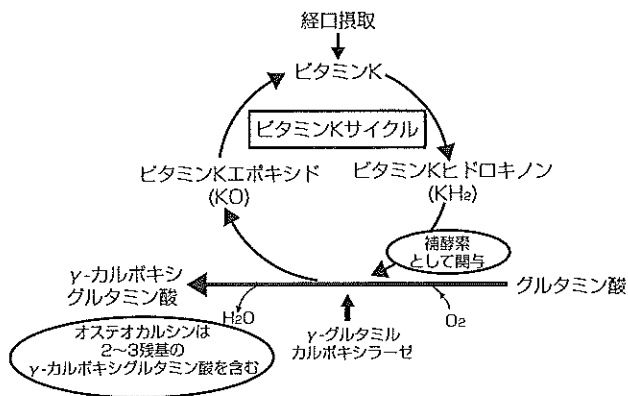 経口摂取
ビタミンK
ビタミンKサイクル
ビタミンKエポキシド
(KO)
ビタミンKヒドロキノン
(KH₂)
補酵素
として関与
γ-カルボキシ
グルタミン酸
グルタミン酸
H₂O
O₂
γ-グルタミル
カルボキシラーゼ
オステオカルシンは
2〜3残基の
γ-カルボキシグルタミン酸を含む